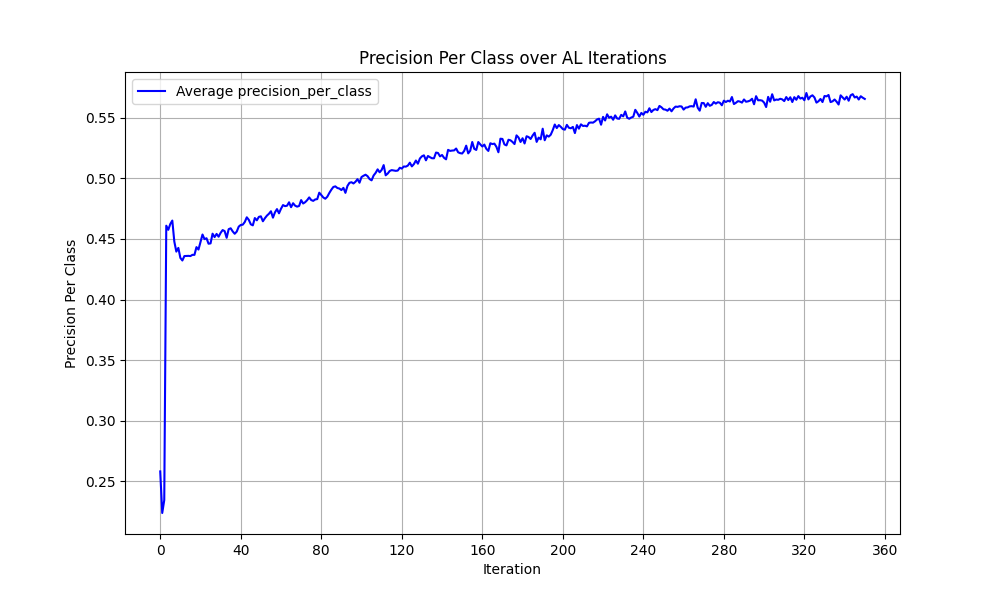 Precision Per Class over AL Iterations
Average precision_per_class
Precision Per Class
0.55
0.50
0.45
0.40
0.35
0.30
0.25
0 40 80 120 160 200 240 280 320 360
Iteration